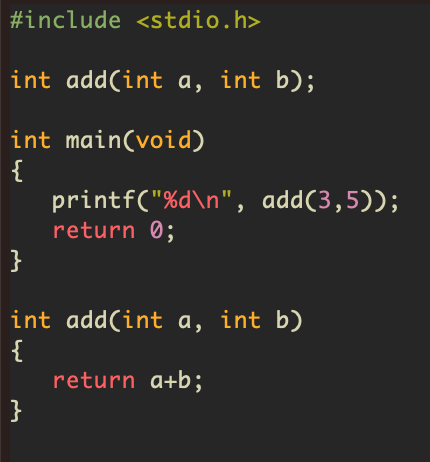 #include <stdio.h>
int add(int a, int b);
int main(void)
{
   printf("%d\n", add(3,5));
   return 0;
}
int add(int a, int b)
{
   return a+b;
}